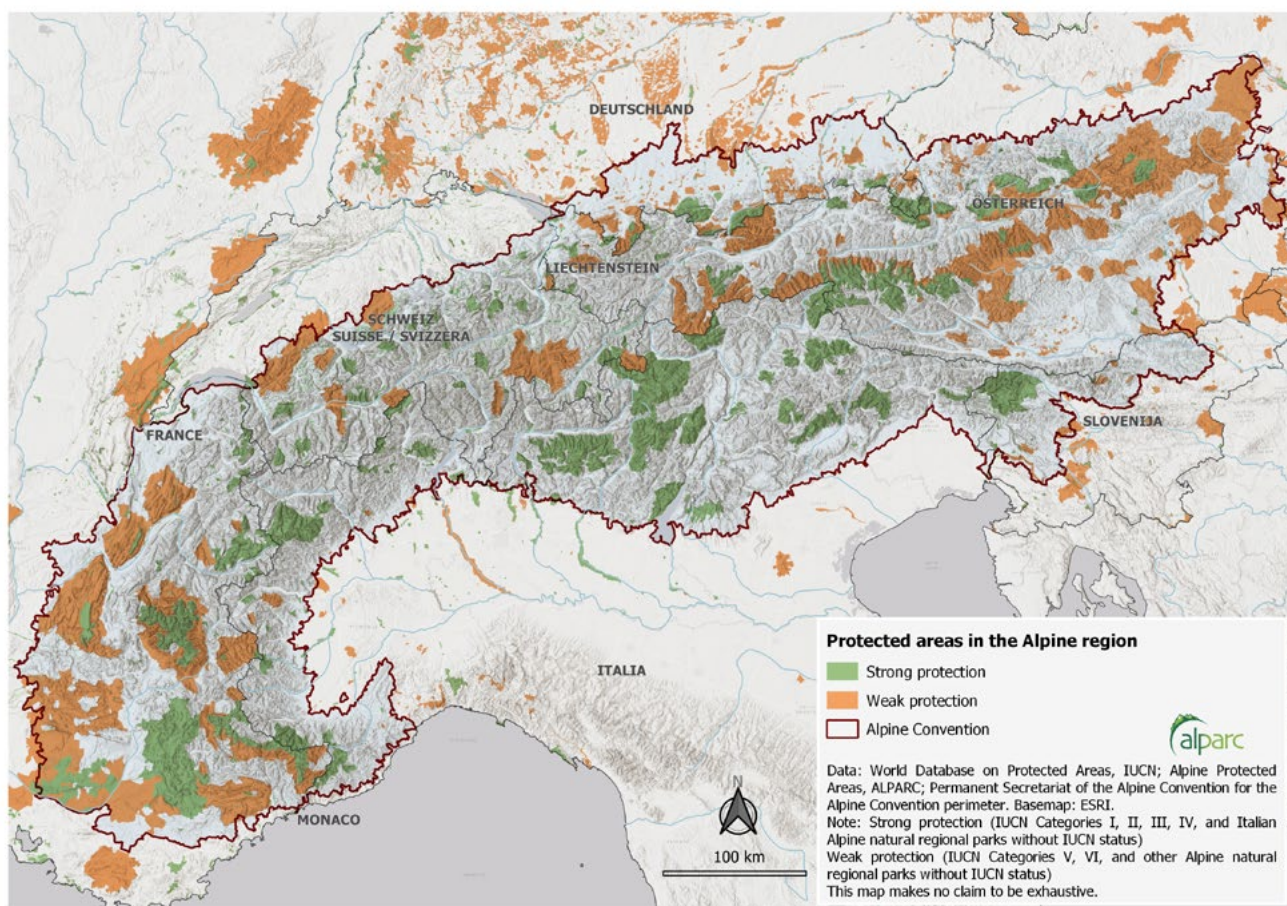 DEUTSCHLAND
ÖSTERREICH
LIECHTENSTEIN
SCHWEIZ
SUISSE / SVIZZERA
FRANCE
SLOVENIJA
ITALIA
MONACO
N
100 km
Protected areas in the Alpine region
Strong protection
Weak protection
Alpine Convention
alparc
Data: World Database on Protected Areas, IUCN; Alpine Protected
Areas, ALPARC; Permanent Secretariat of the Alpine Convention for the
Alpine Convention perimeter. Basemap: ESRI.
Note: Strong protection (IUCN Categories I, II, III, IV, and Italian
Alpine natural regional parks without IUCN status)
Weak protection (IUCN Categories V, VI, and other Alpine natural
regional parks without IUCN status)
This map makes no claim to be exhaustive.